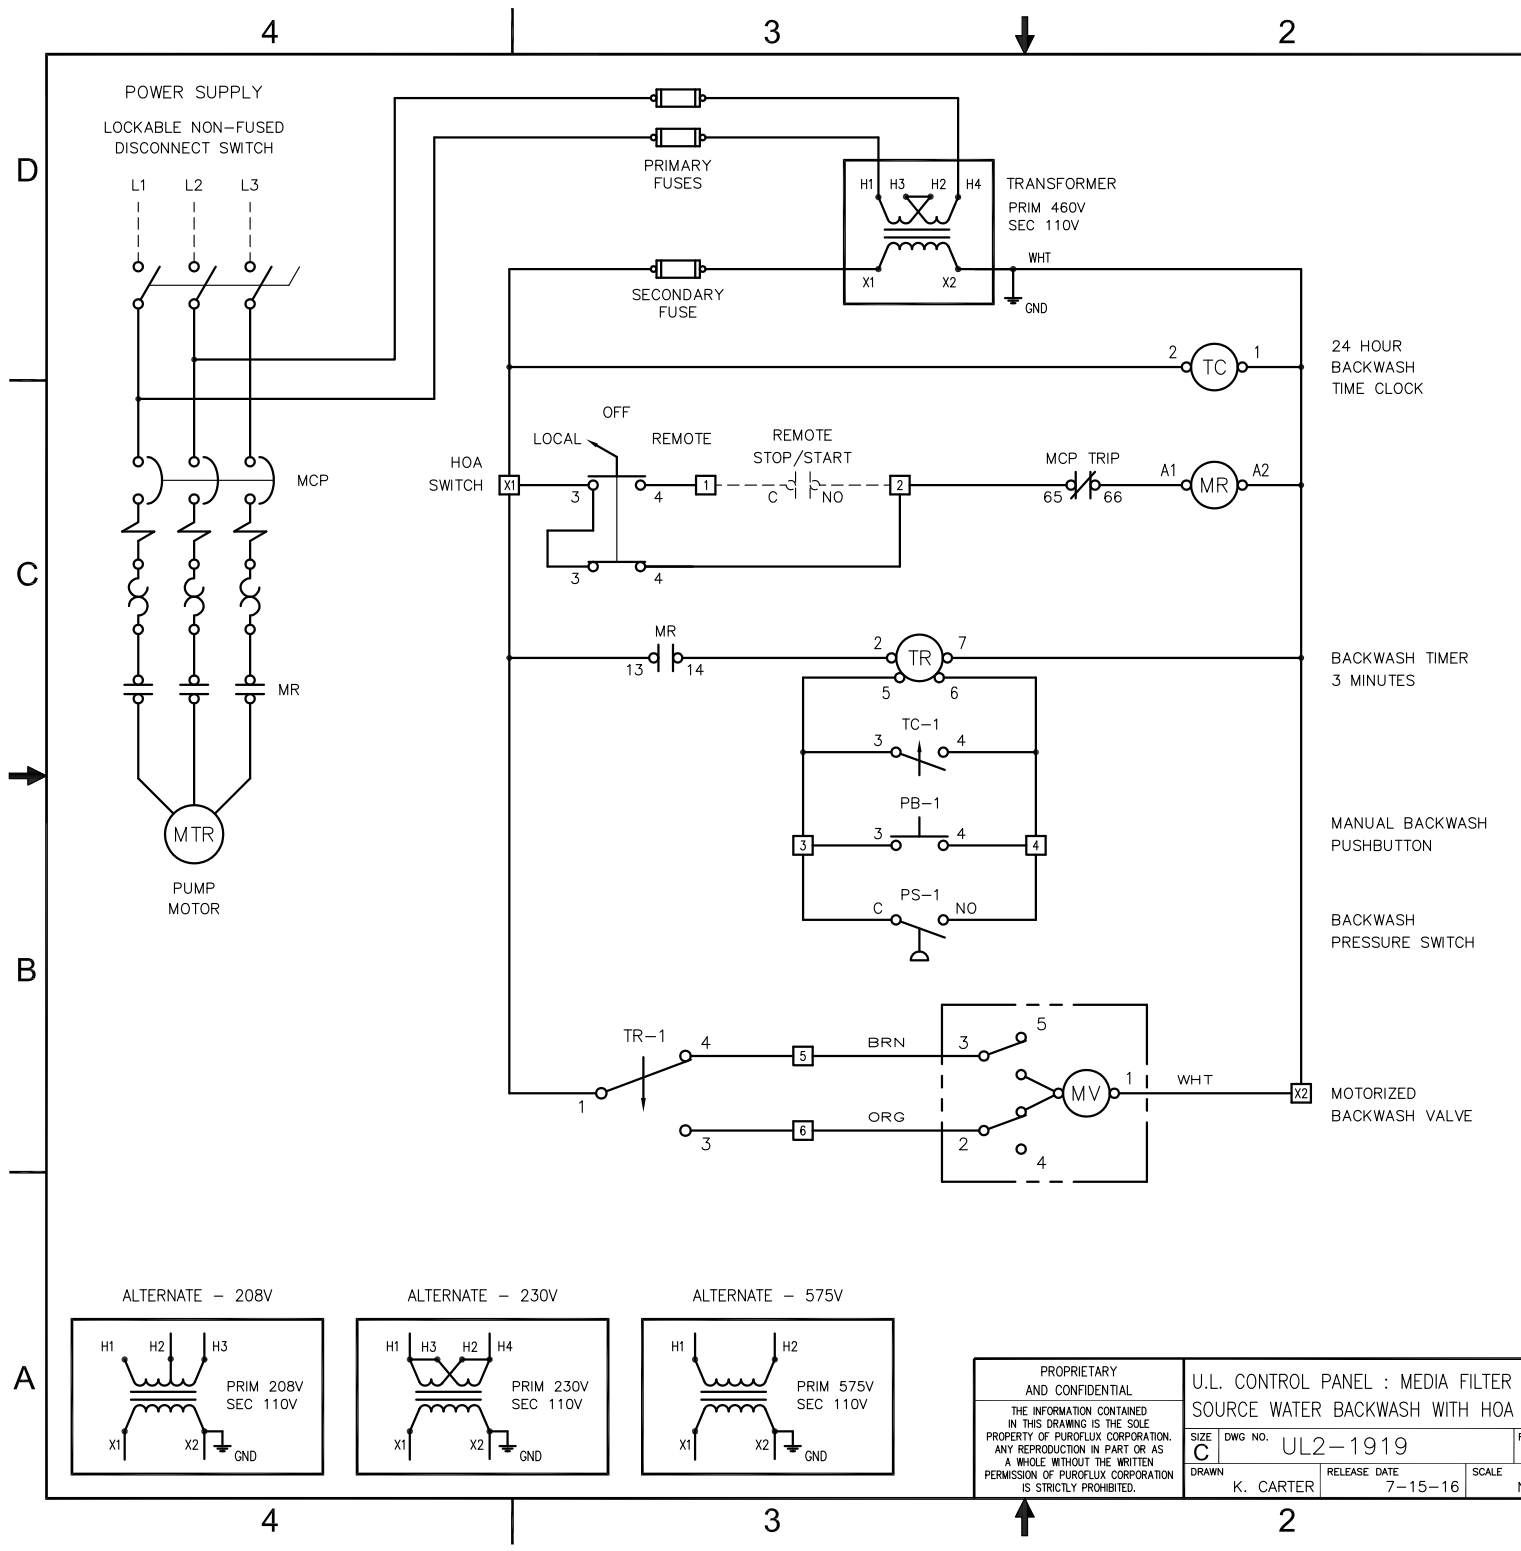 4
3
2
D
C
B
A
POWER SUPPLY
LOCKABLE NON-FUSED
DISCONNECT SWITCH
L1 L2 L3
PRIMARY
FUSES
H1 H3 H2 H4
TRANSFORMER
PRIM 460V
SEC 110V
X1 X2
WHT
GND
SECONDARY
FUSE
2 TC 1
24 HOUR
BACKWASH
TIME CLOCK
MCP
HOA
SWITCH
X1
OFF
LOCAL
REMOTE
3 4
3 4
1
REMOTE
STOP/START
C NO
2
MCP TRIP
65 66
A1 MR A2
MR
13 14
2 TR 7
5 6
BACKWASH TIMER
3 MINUTES
MR
TC-1
3 4
PB-1
3 3 4 4
MANUAL BACKWASH
PUSHBUTTON
PS-1
C NO
BACKWASH
PRESSURE SWITCH
MTR
PUMP
MOTOR
TR-1
1
4
3
5
BRN
3
5
6
ORG
2
4
MV 1
WHT
X2
MOTORIZED
BACKWASH VALVE
ALTERNATE - 208V
H1 H2 H3
PRIM 208V
SEC 110V
X1 X2 GND
ALTERNATE - 230V
H1 H3 H2 H4
PRIM 230V
SEC 110V
X1 X2 GND
ALTERNATE - 575V
H1 H2
PRIM 575V
SEC 110V
X1 X2 GND
PROPRIETARY
AND CONFIDENTIAL
THE INFORMATION CONTAINED
IN THIS DRAWING IS THE SOLE
PROPERTY OF PUROFLUX CORPORATION.
ANY REPRODUCTION IN PART OR AS
A WHOLE WITHOUT THE WRITTEN
PERMISSION OF PUROFLUX CORPORATION
IS STRICTLY PROHIBITED.
U.L. CONTROL PANEL : MEDIA FILTER
SOURCE WATER BACKWASH WITH HOA
SIZE
C
DWG NO.
UL2-1919
DRAWN
K. CARTER
RELEASE DATE
7-15-16
SCALE
4
3
2